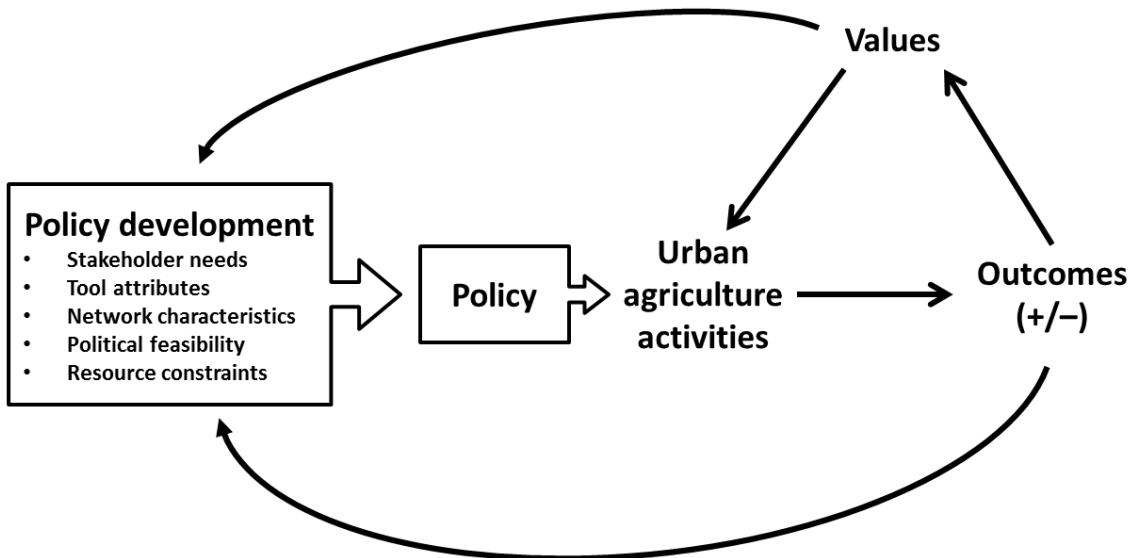 Values
Policy development
• Stakeholder needs
• Tool attributes
• Network characteristics
• Political feasibility
• Resource constraints
Policy
Urban
agriculture
activities
Outcomes
(+/–)